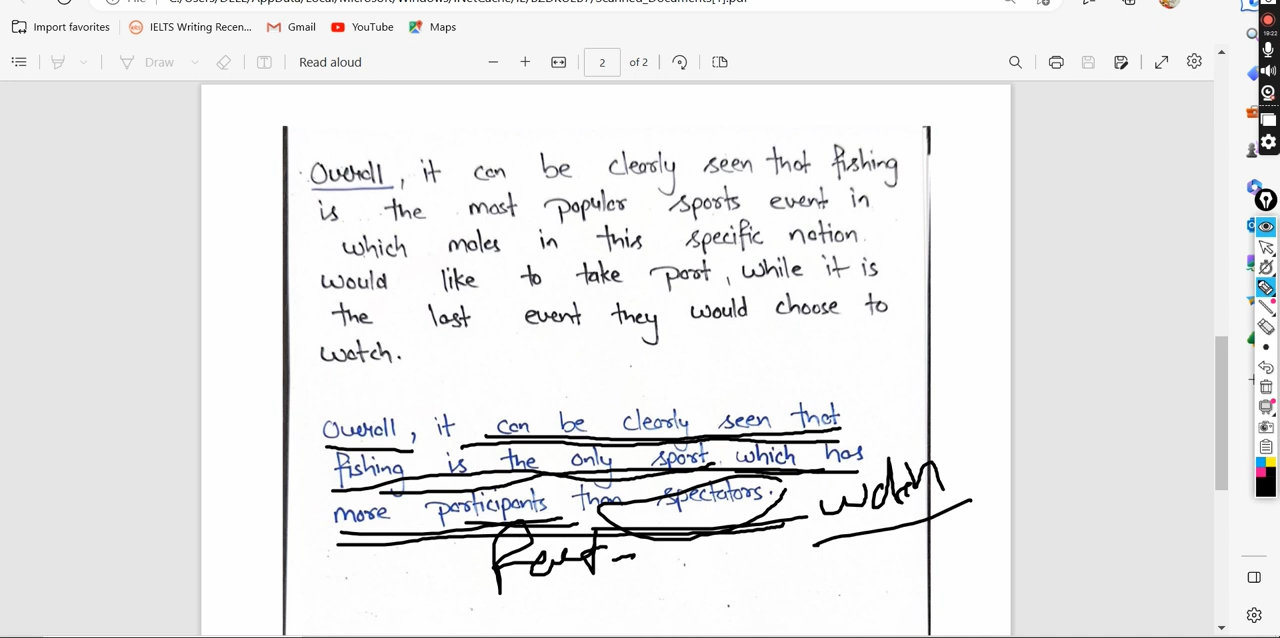 Import favorites
IELTS Writing Recen...
Gmail
YouTube
Maps
Draw
Read aloud
2
of 2
19:22
Overall, it can be clearly seen that fishing
is the most popular sports event in
which males in this specific nation
would like to take part, while it is
the last event they would choose to
watch.
Overall, it can be clearly seen that
fishing is the only sport which has
more participants than spectators.
watch
Part-